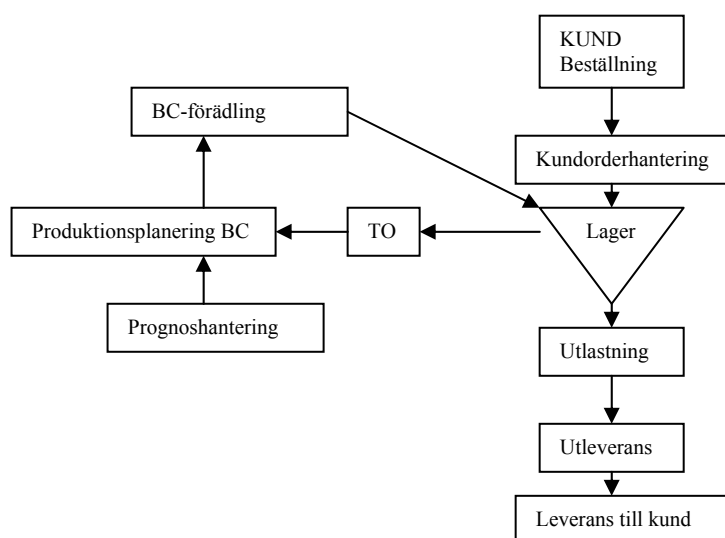 KUND
Beställning
BC-förädling
Kundorderhantering
Produktionsplanering BC
TO
Lager
Prognoshantering
Utlastning
Utleverans
Leverans till kund